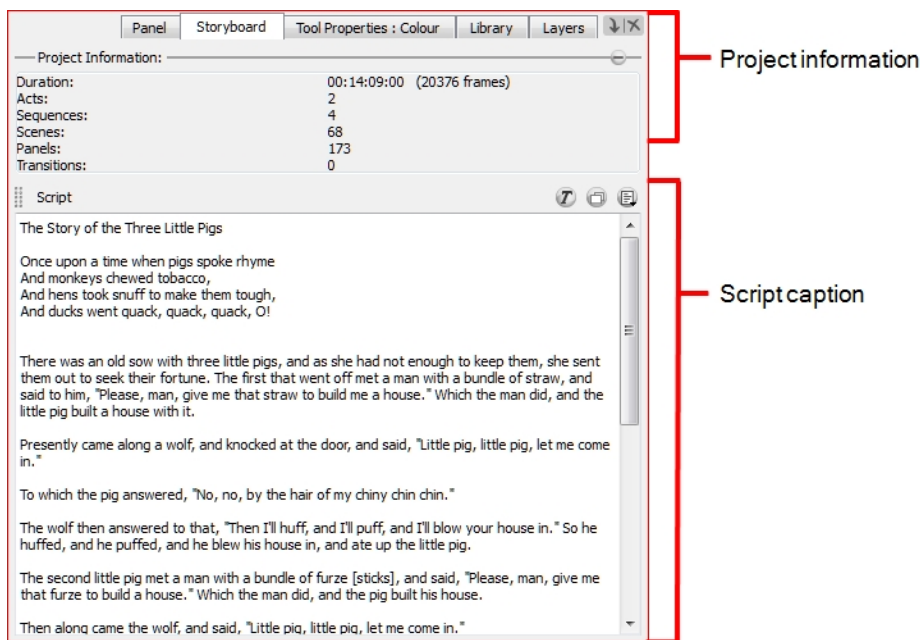 Panel Storyboard Tool Properties : Colour Library Layers
Project Information:
Duration: 00:14:09:00 (20376 frames)
Acts: 2
Sequences: 4
Scenes: 68
Panels: 173
Transitions: 0
Project information
Script
The Story of the Three Little Pigs
Once upon a time when pigs spoke rhyme
And monkeys chewed tobacco,
And hens took snuff to make them tough,
And ducks went quack, quack, quack, O!
There was an old sow with three little pigs, and as she had not enough to keep them, she sent
them out to seek their fortune. The first that went off met a man with a bundle of straw, and
said to him, "Please, man, give me that straw to build me a house." Which the man did, and the
little pig built a house with it.
Presently came along a wolf, and knocked at the door, and said, "Little pig, little pig, let me come
in."
To which the pig answered, "No, no, by the hair of my chiny chin chin."
The wolf then answered to that, "Then I'll huff, and I'll puff, and I'll blow your house in." So he
huffed, and he puffed, and he blew his house in, and ate up the little pig.
The second little pig met a man with a bundle of furze [sticks], and said, "Please, man, give me
that furze to build a house." Which the man did, and the pig built his house.
Then along came the wolf, and said, "Little pig, little pig, let me come in."
Script caption